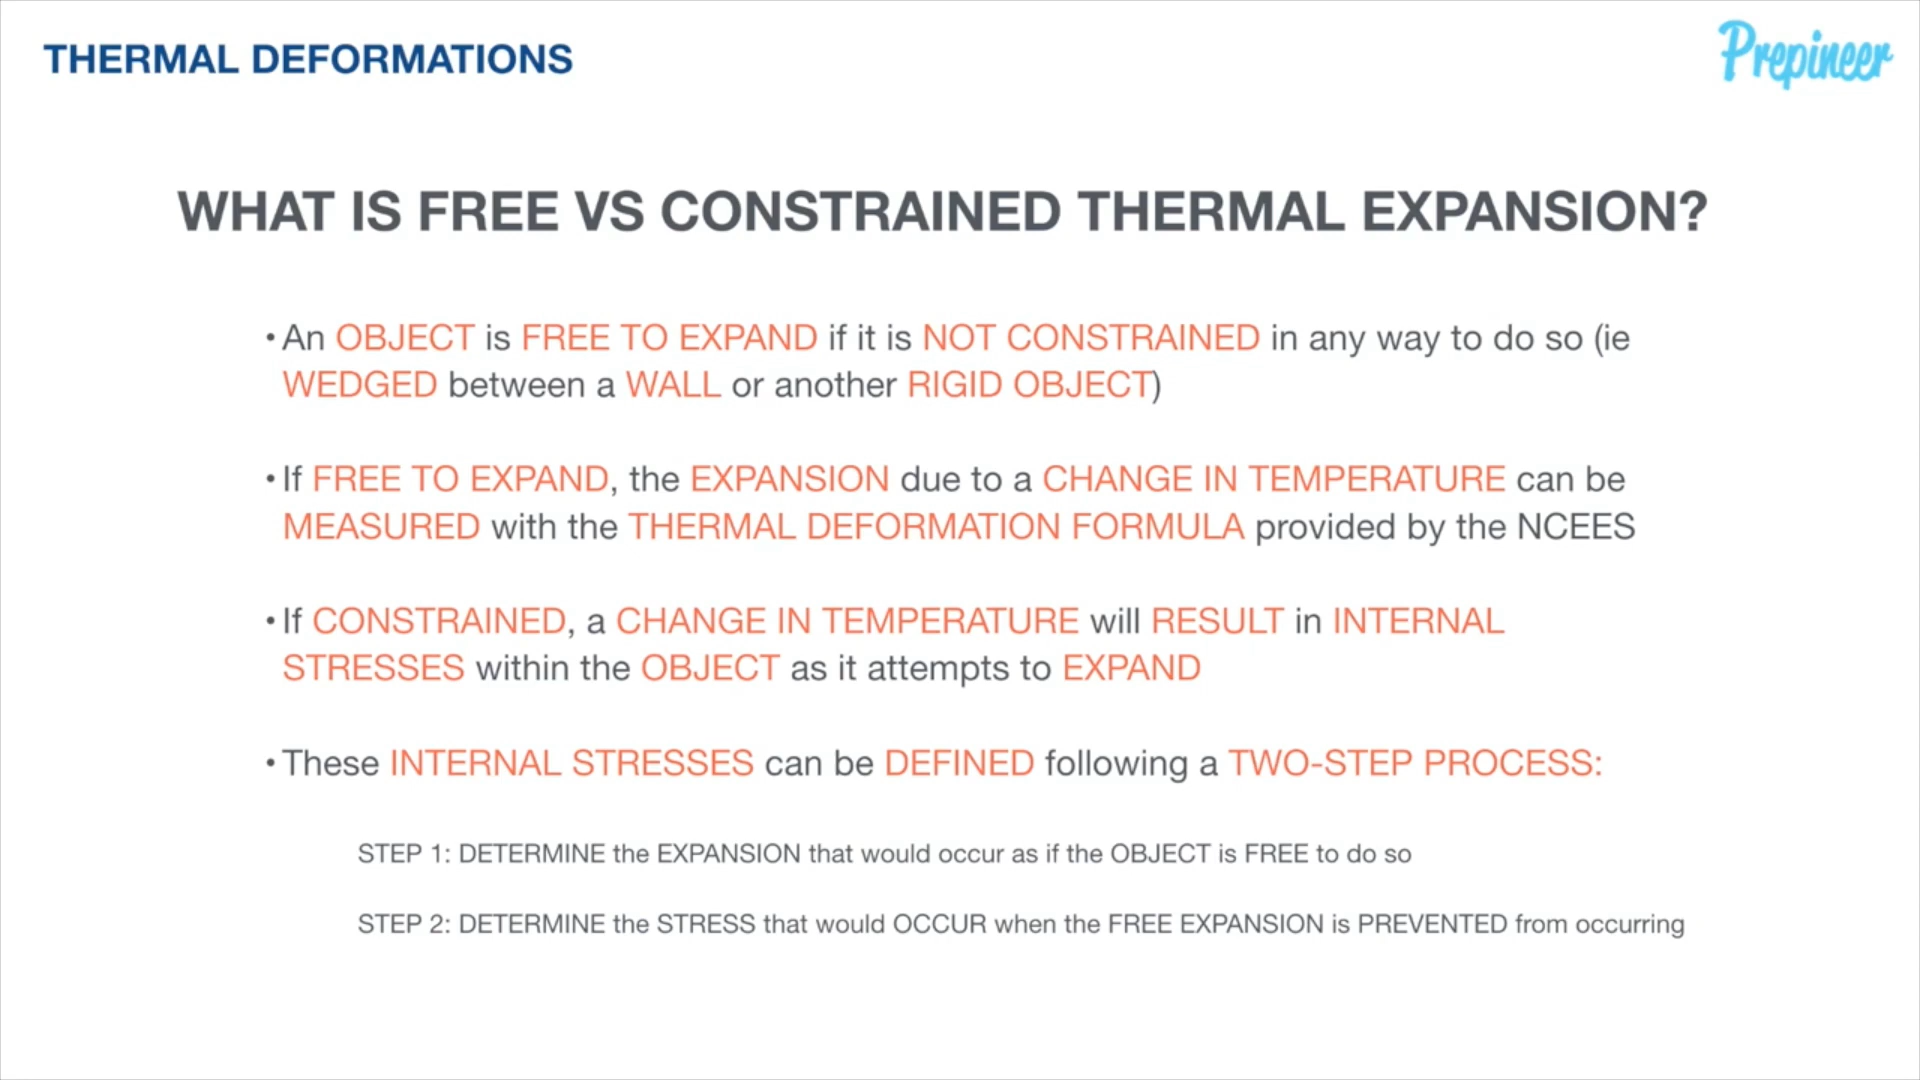 THERMAL DEFORMATIONS
Prepineer
WHAT IS FREE VS CONSTRAINED THERMAL EXPANSION?
• An OBJECT is FREE TO EXPAND if it is NOT CONSTRAINED in any way to do so (ie
WEDGED between a WALL or another RIGID OBJECT)
• If FREE TO EXPAND, the EXPANSION due to a CHANGE IN TEMPERATURE can be
MEASURED with the THERMAL DEFORMATION FORMULA provided by the NCEES
• If CONSTRAINED, a CHANGE IN TEMPERATURE will RESULT in INTERNAL
STRESSES within the OBJECT as it attempts to EXPAND
• These INTERNAL STRESSES can be DEFINED following a TWO-STEP PROCESS:
STEP 1: DETERMINE the EXPANSION that would occur as if the OBJECT is FREE to do so
STEP 2: DETERMINE the STRESS that would OCCUR when the FREE EXPANSION is PREVENTED from occurring